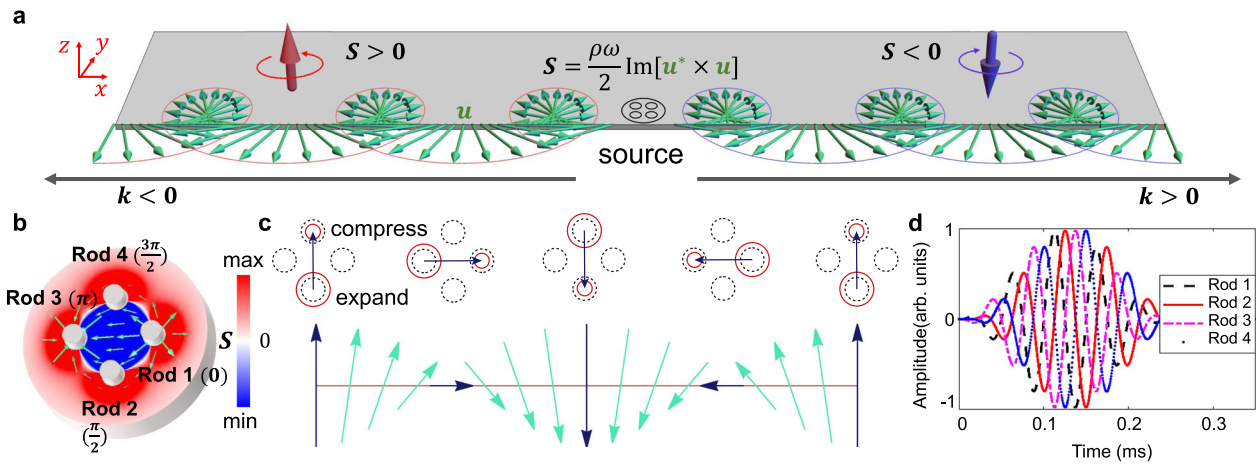 a
z
y
x
S > 0
S = ρω/2 Im[u* × u]
S < 0
u
source
k < 0
k > 0
b
Rod 4 (3π/2)
Rod 3 (π)
Rod 1 (0)
Rod 2
(π/2)
max
S 0
min
c
compress
expand
d
Amplitude(arb. units)
1
0
-1
0
0.1
0.2
0.3
Time (ms)
Rod 1
Rod 2
Rod 3
Rod 4